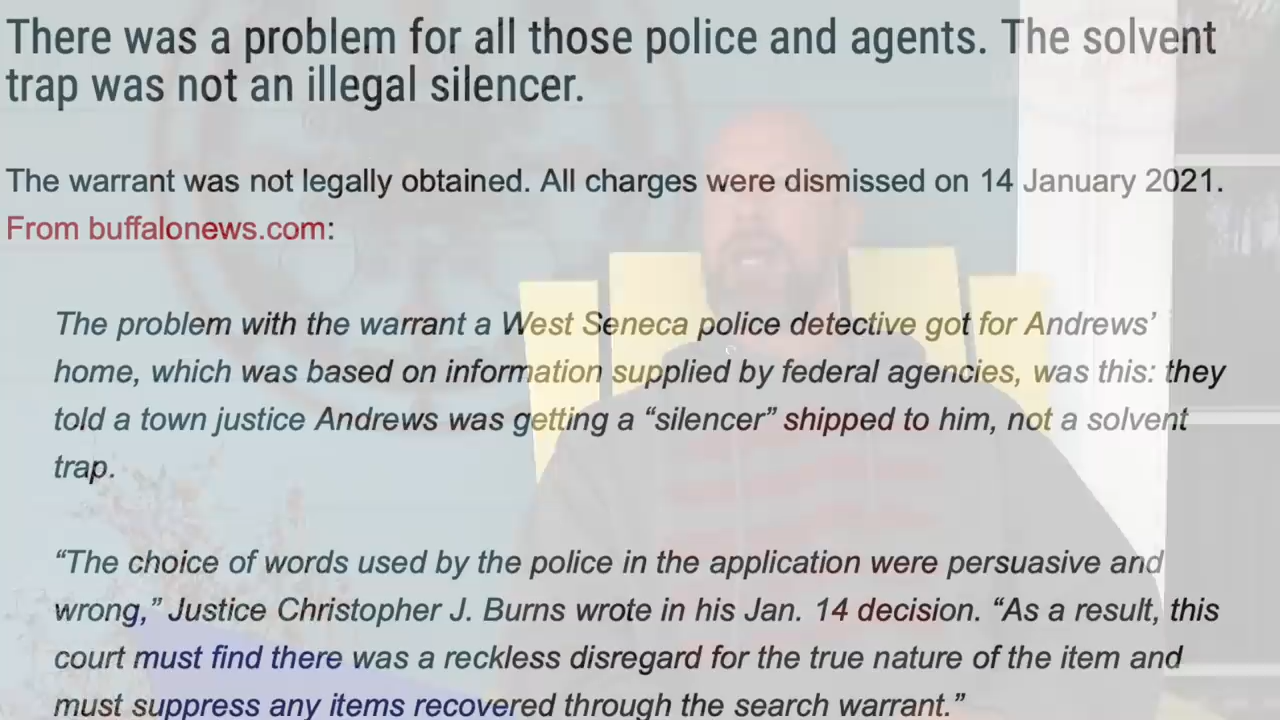 There was a problem for all those police and agents. The solvent
trap was not an illegal silencer.
The warrant was not legally obtained. All charges were dismissed on 14 January 2021.
From buffalonews.com:
The problem with the warrant a West Seneca police detective got for Andrews’
home, which was based on information supplied by federal agencies, was this: they
told a town justice Andrews was getting a “silencer” shipped to him, not a solvent
trap.
“The choice of words used by the police in the application were persuasive and
wrong,” Justice Christopher J. Burns wrote in his Jan. 14 decision. “As a result, this
court must find there was a reckless disregard for the true nature of the item and
must suppress any items recovered through the search warrant.”